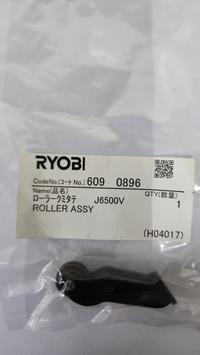 RYOBI
CodeNo.(コートNo.) 609 0896
Name(品名) QTY(数量)
ローラークミタテ J6500V 1
ROLLER ASSY
(H04017)